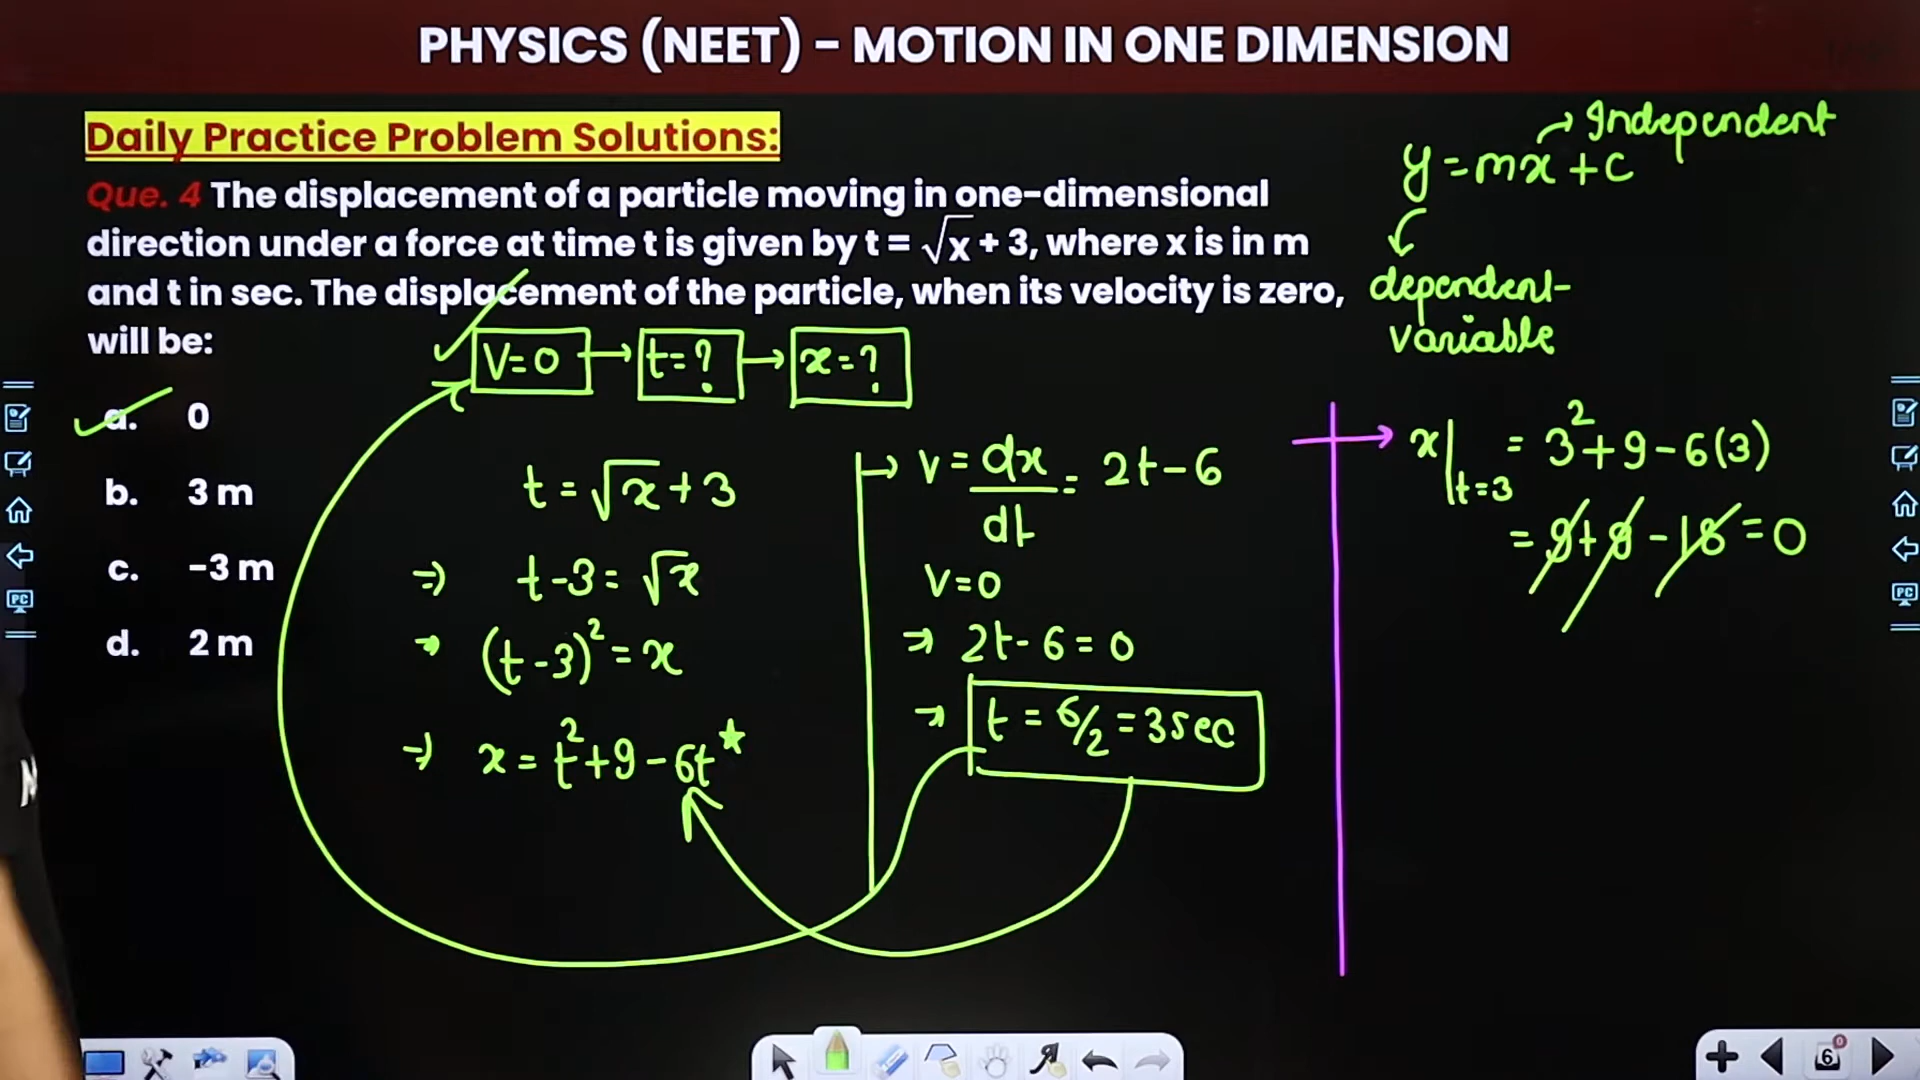 PHYSICS (NEET) - MOTION IN ONE DIMENSION
Daily Practice Problem Solutions:
Que. 4 The displacement of a particle moving in one-dimensional
direction under a force at time t is given by t = √x + 3, where x is in m
and t in sec. The displacement of the particle, when its velocity is zero,
will be:
V=0 → t=? → x=?
a. 0
b. 3 m
c. -3 m
d. 2 m
t = √x + 3
⇒ t-3 = √x
⇒ (t-3)² = x
⇒ x = t²+9-6t*
→ v = dx/dt = 2t-6
V=0
⇒ 2t-6=0
⇒ t = 6/2 = 3sec
→ Independent
y = mx + c
dependent
variable
→ x|t=3 = 3²+9-6(3)
= 9+9-18 = 0
N
PC
PC
6
0